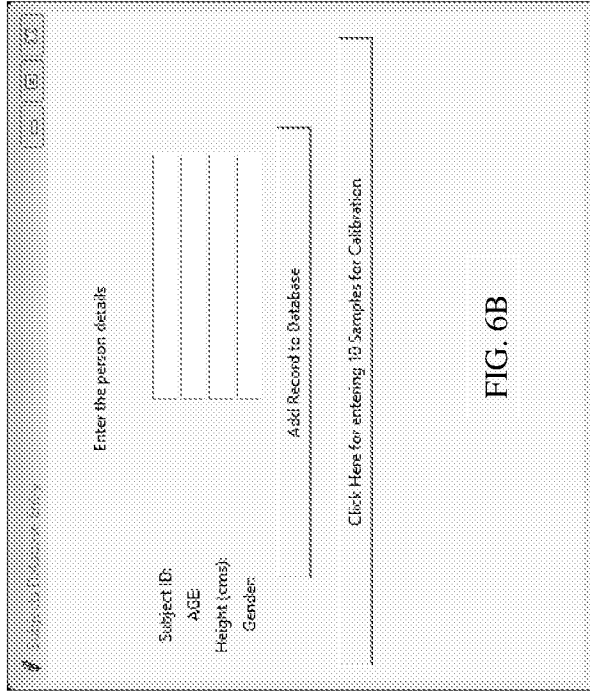 Enter the person details
Subject ID:
AGE:
Height (cms):
Gender:
Add Record to Database
Click Here for entering 10 Samples for Calibration
FIG. 6B